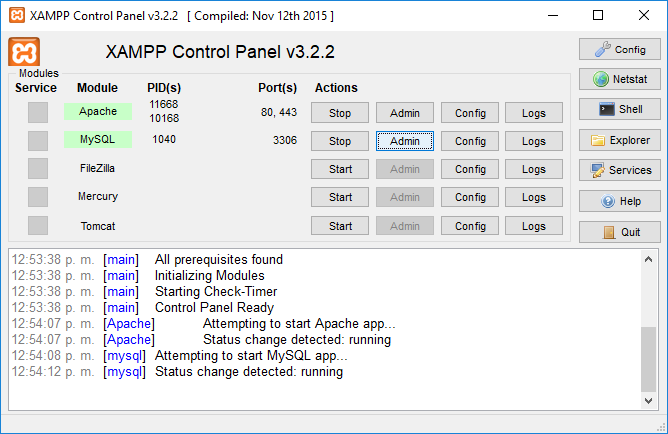 XAMPP Control Panel v3.2.2 [ Compiled: Nov 12th 2015 ]
XAMPP Control Panel v3.2.2
Config
Modules
Service Module PID(s) Port(s) Actions
Netstat
Apache 11668 10168 80, 443 Stop Admin Config Logs
Shell
MySQL 1040 3306 Stop Admin Config Logs
Explorer
FileZilla Start Admin Config Logs
Services
Mercury Start Admin Config Logs
Help
Tomcat Start Admin Config Logs
Quit
12:53:38 p. m. [main] All prerequisites found
12:53:38 p. m. [main] Initializing Modules
12:53:38 p. m. [main] Starting Check-Timer
12:53:38 p. m. [main] Control Panel Ready
12:54:07 p. m. [Apache] Attempting to start Apache app...
12:54:07 p. m. [Apache] Status change detected: running
12:54:08 p. m. [mysql] Attempting to start MySQL app...
12:54:12 p. m. [mysql] Status change detected: running